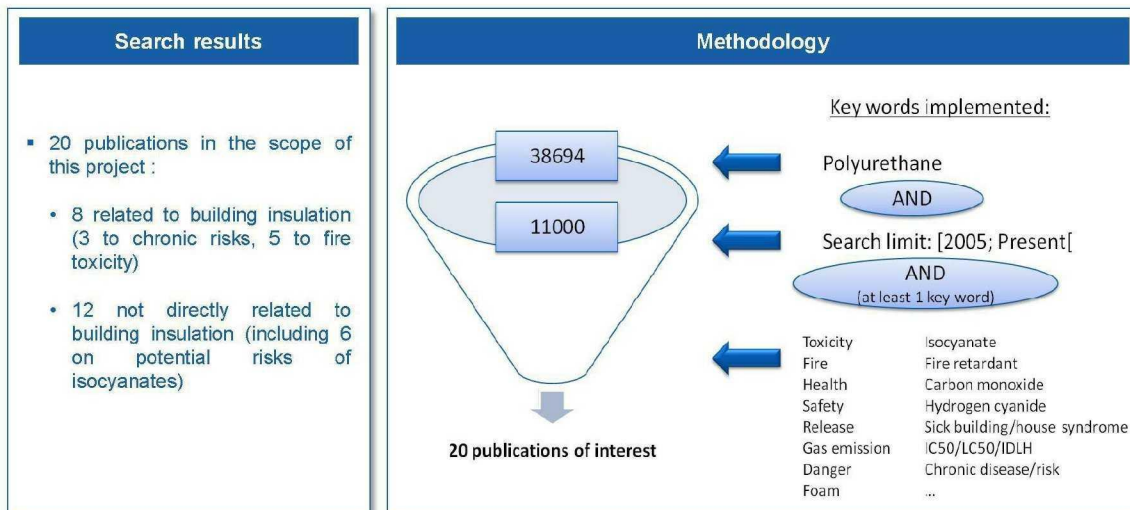 Search results
▪ 20 publications in the scope of
this project :
• 8 related to building insulation
(3 to chronic risks, 5 to fire
toxicity)
• 12 not directly related to
building insulation (including 6
on potential risks of
isocyanates)
Methodology
Key words implemented:
38694
Polyurethane
AND
11000
Search limit: [2005; Present[
AND
(at least 1 key word)
Toxicity Isocyanate
Fire Fire retardant
Health Carbon monoxide
Safety Hydrogen cyanide
Release Sick building/house syndrome
Gas emission IC50/LC50/IDLH
Danger Chronic disease/risk
Foam ...
20 publications of interest